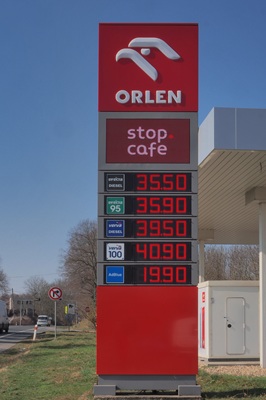 ORLEN
stop.
cafe
efecta
DIESEL
35.50
efecta
95
35.90
verva
DIESEL
38.50
verva
100
40.90
AdBlue
19.90